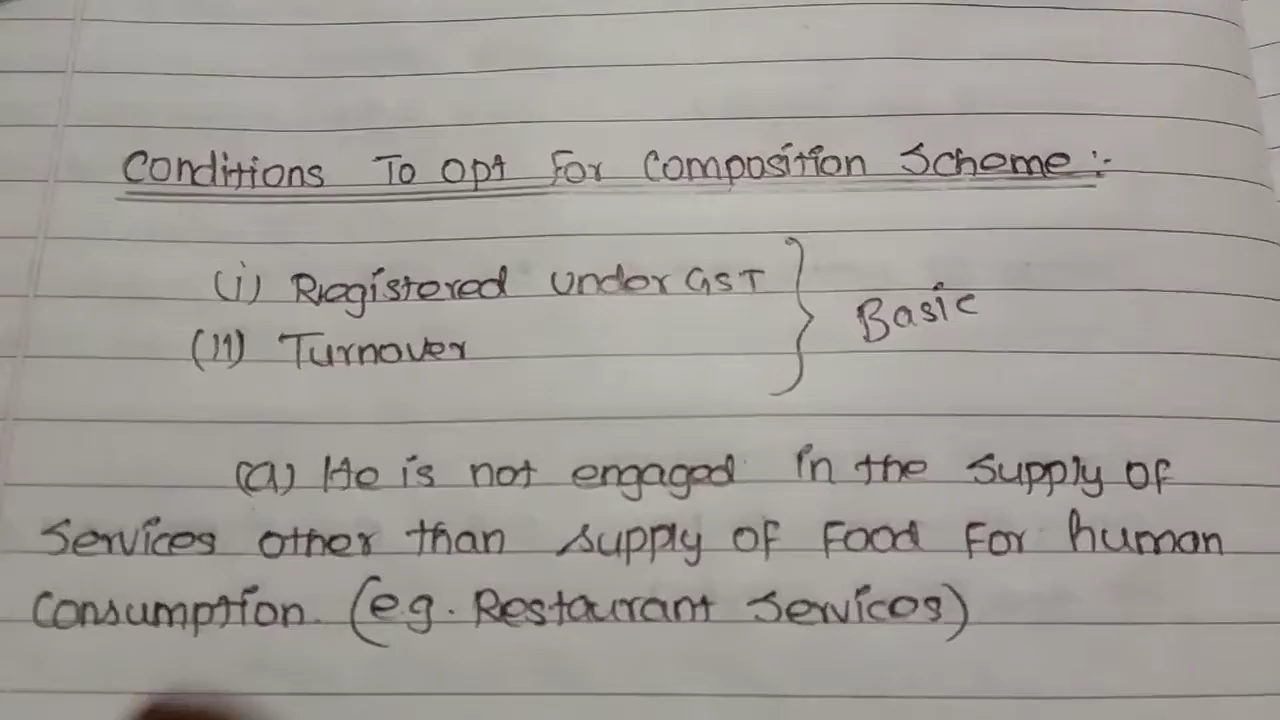 Conditions To Opt For Composition Scheme :-
(i) Registered under GST
(ii) Turnover
} Basic
(a) He is not engaged in the supply of
services other than supply of food for human
consumption. (e.g. Restaurant services)